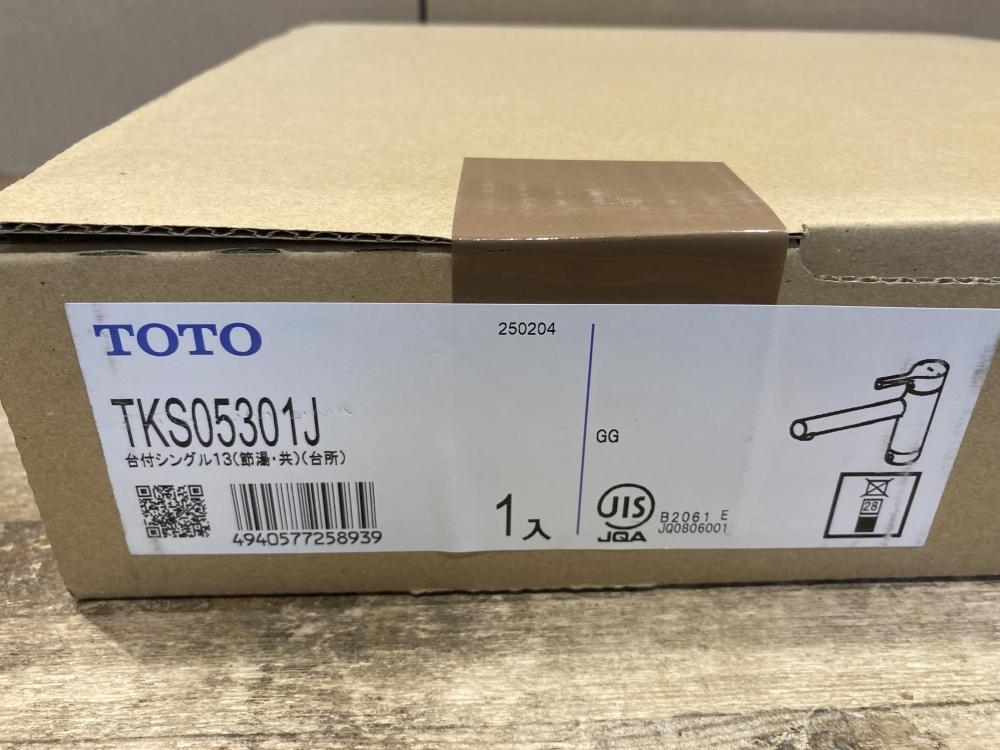 TOTO
250204
TKS05301J
台付シングル13(節湯・共)(台所)
GG
4940577258939
1入
JIS
JQA
B2061 E
JQ0806001
28